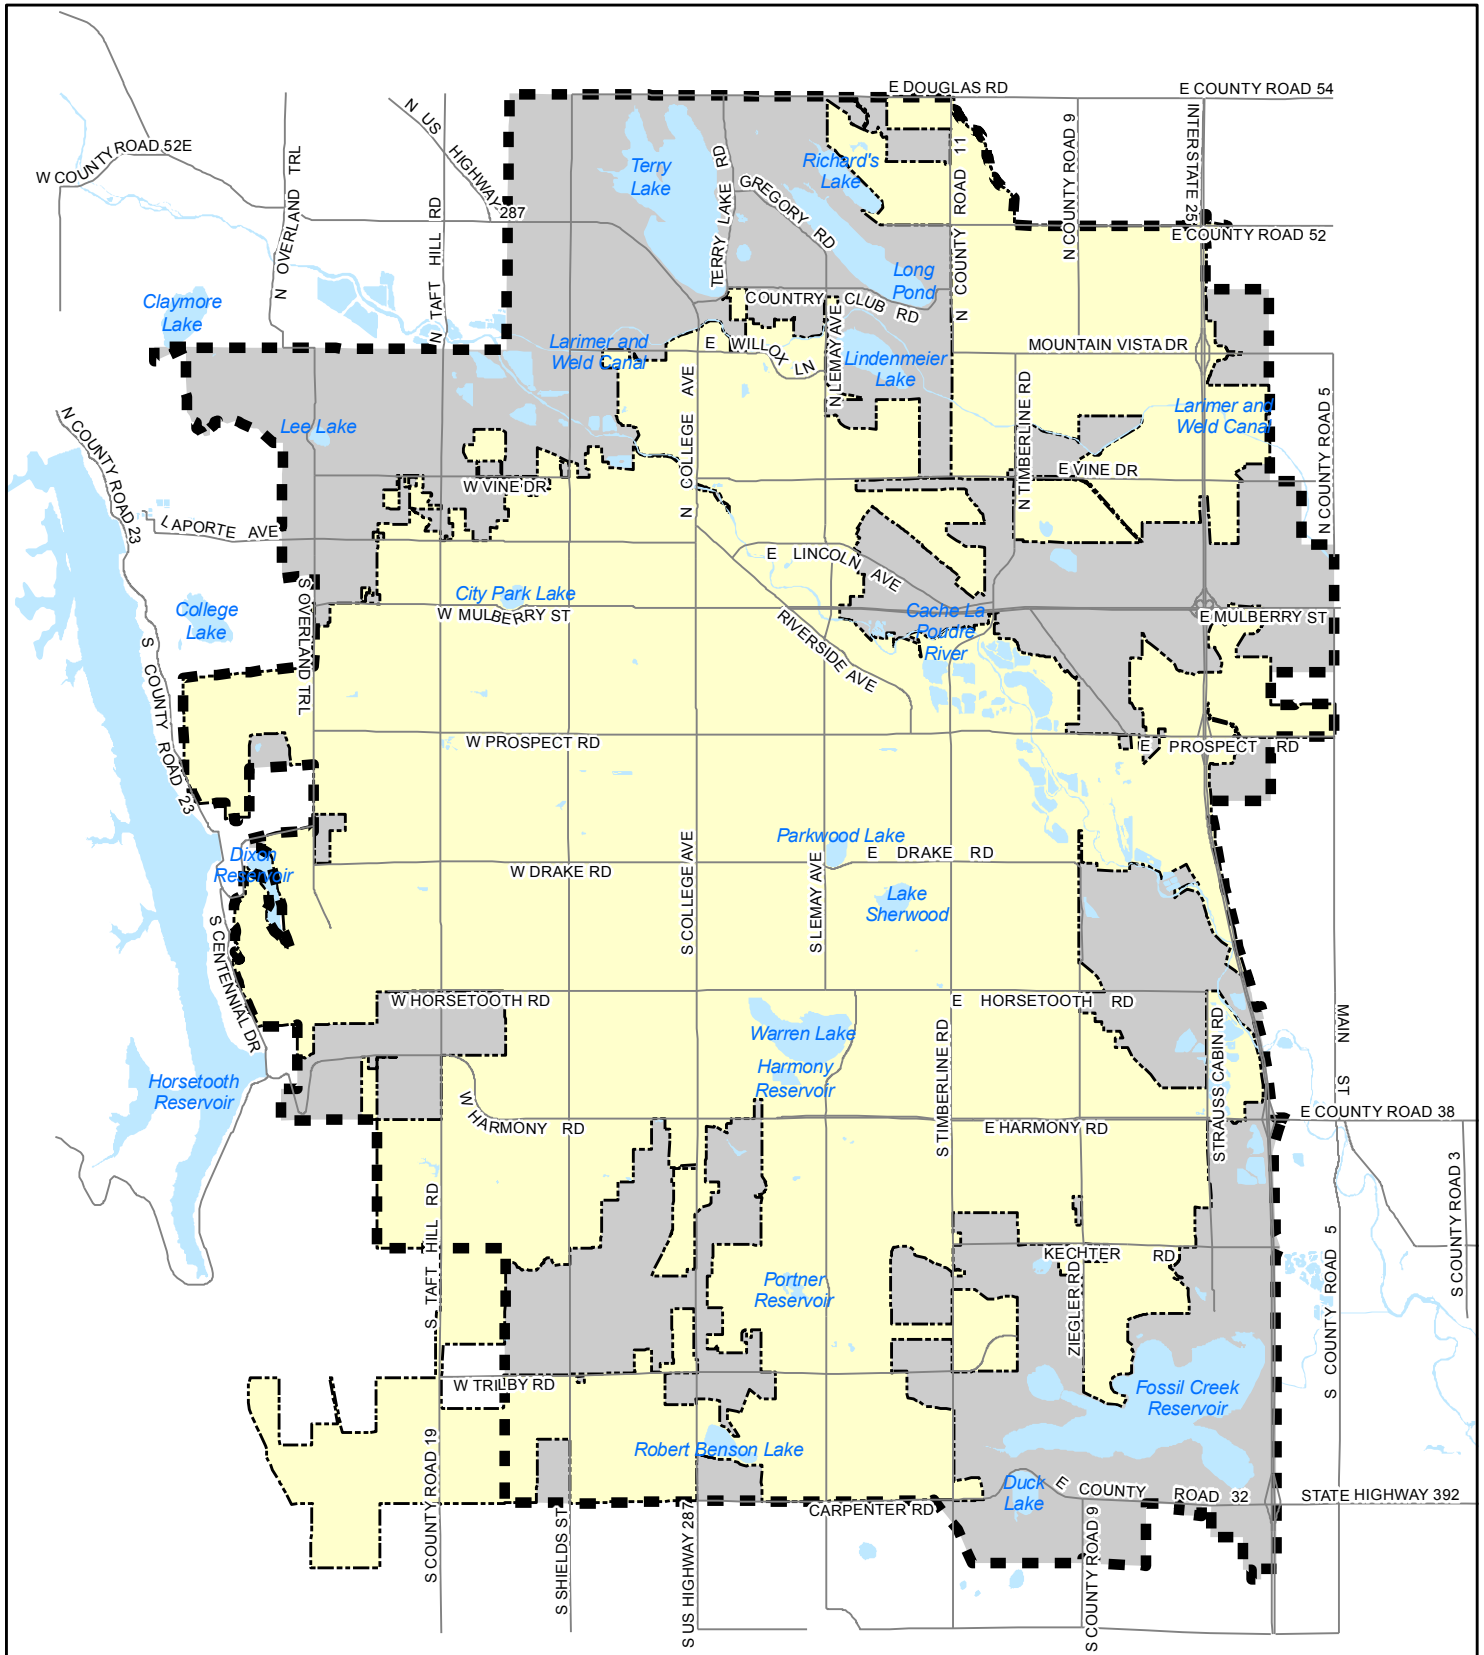 E DOUGLAS RD
E COUNTY ROAD 54
N US HIGHWAY 287
INTERSTATE 25
N COUNTY ROAD 9
W COUNTY ROAD 52E
N OVERLAND TRL
N TAFT HILL RD
Terry
Lake
TERRY LAKE RD
GREGORY RD
Richard's
Lake
N COUNTY ROAD 11
E COUNTY ROAD 52
Long
Pond
Claymore
Lake
COUNTRY CLUB RD
Larimer and
Weld Canal
E WILLOX LN
N LEMAY AVE
Lindenmeier
Lake
MOUNTAIN VISTA DR
N TIMBERLINE RD
Larimer and
Weld Canal
N COUNTY ROAD 5
Lee Lake
N COLLEGE AVE
N COUNTY ROAD 23
W VINE DR
E VINE DR
LAPORTE AVE
E LINCOLN AVE
City Park Lake
S OVERLAND TRL
College
Lake
W MULBERRY ST
Cache La
Poudre
River
E MULBERRY ST
RIVERSIDE AVE
S COUNTY ROAD 23
W PROSPECT RD
E PROSPECT RD
Parkwood Lake
Dixon
Reservoir
W DRAKE RD
S COLLEGE AVE
S LEMAY AVE
E DRAKE RD
Lake
Sherwood
S CENTENNIAL DR
W HORSETOOTH RD
E HORSETOOTH RD
Warren Lake
Harmony
Reservoir
S TIMBERLINE RD
STRAUSS CABIN RD
MAIN ST
Horsetooth
Reservoir
W HARMONY RD
E HARMONY RD
E COUNTY ROAD 38
S TAFT HILL RD
S COUNTY ROAD 3
KECHTER RD
ZIEGLER RD
Portner
Reservoir
S COUNTY ROAD 5
W TRILBY RD
Fossil Creek
Reservoir
Robert Benson Lake
S COUNTY ROAD 19
Duck
Lake
E COUNTY ROAD 32
STATE HIGHWAY 392
CARPENTER RD
S SHIELDS ST
S US HIGHWAY 287
S COUNTY ROAD 9